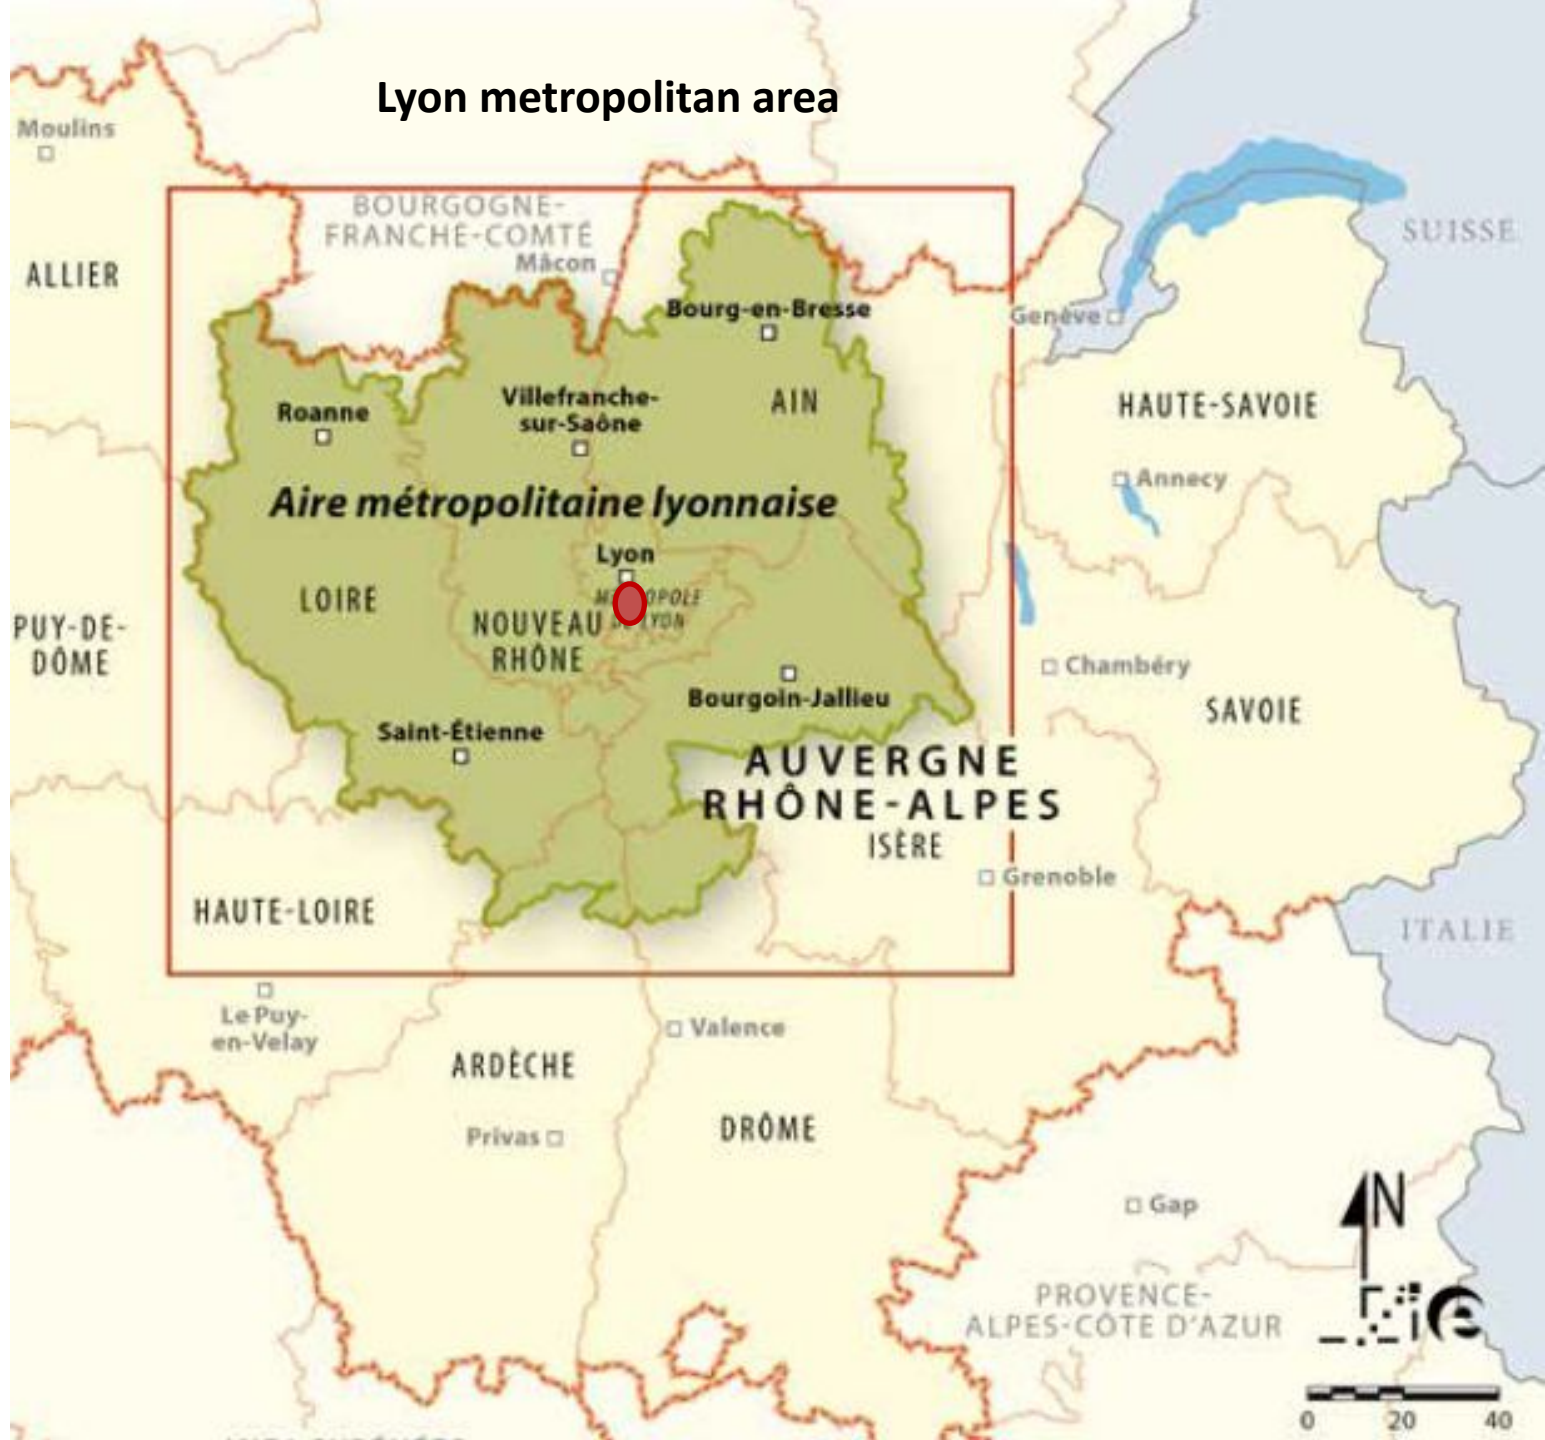 Lyon metropolitan area
Moulins
BOURGOGNE-
FRANCHE-COMTÉ
SUISSE
Mâcon
ALLIER
Bourg-en-Bresse
Genève
Villefranche-
sur-Saône
AIN
HAUTE-SAVOIE
Roanne
Annecy
Aire métropolitaine lyonnaise
Lyon
LOIRE
DE LYON
NOUVEAU
RHÔNE
PUY-DE-
DÔME
Chambéry
Bourgoin-Jallieu
SAVOIE
Saint-Étienne
AUVERGNE
RHÔNE-ALPES
ISÈRE
Grenoble
HAUTE-LOIRE
ITALIE
Le Puy-
en-Velay
Valence
ARDÈCHE
DRÔME
Privas
N
Gap
PROVENCE-
ALPES-CÔTE D'AZUR
0 20 40